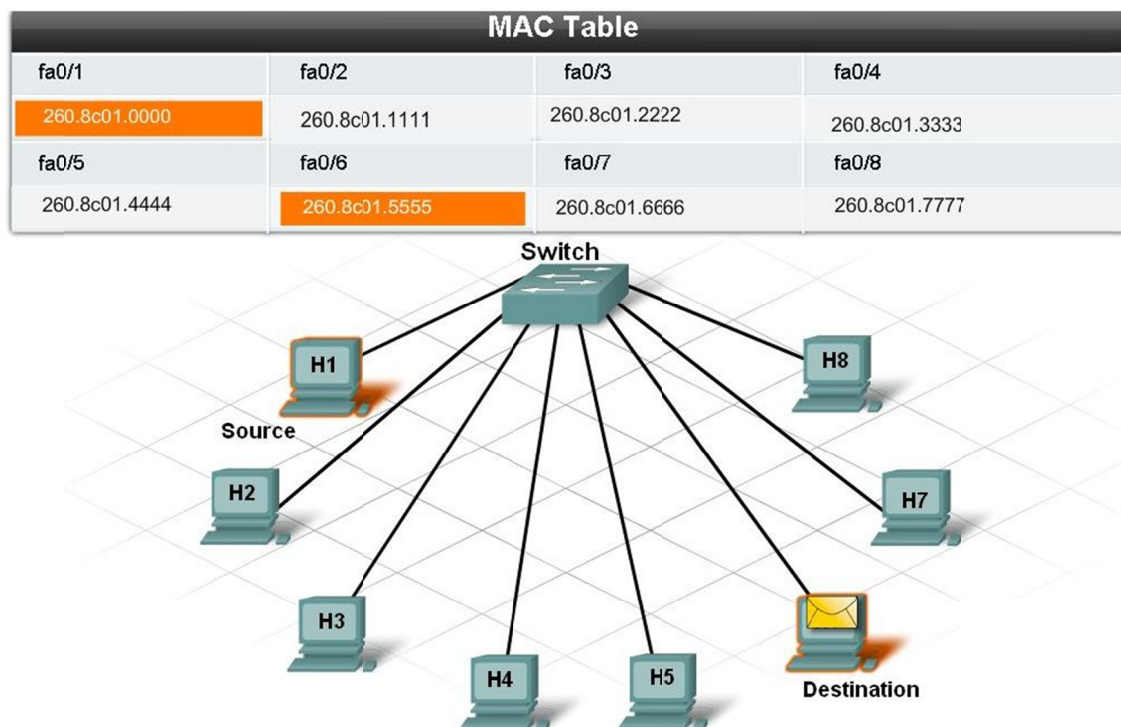 MAC Table
fa0/1 fa0/2 fa0/3 fa0/4
260.8c01.0000 260.8c01.1111 260.8c01.2222 260.8c01.3333
fa0/5 fa0/6 fa0/7 fa0/8
260.8c01.4444 260.8c01.5555 260.8c01.6666 260.8c01.7777
Switch
H1 H8
Source
H2 H7
H3
H4 H5
Destination